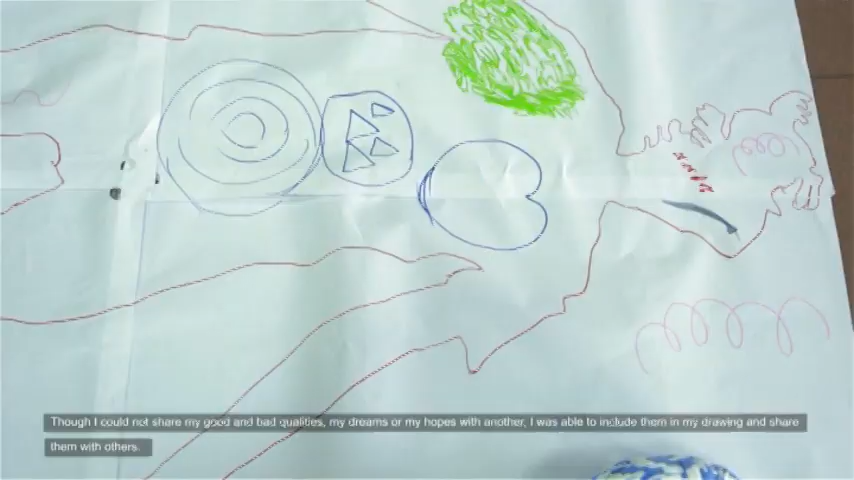 Though I could not share my good and bad qualities, my dreams or my hopes with another, I was able to include them in my drawing and share
them with others.